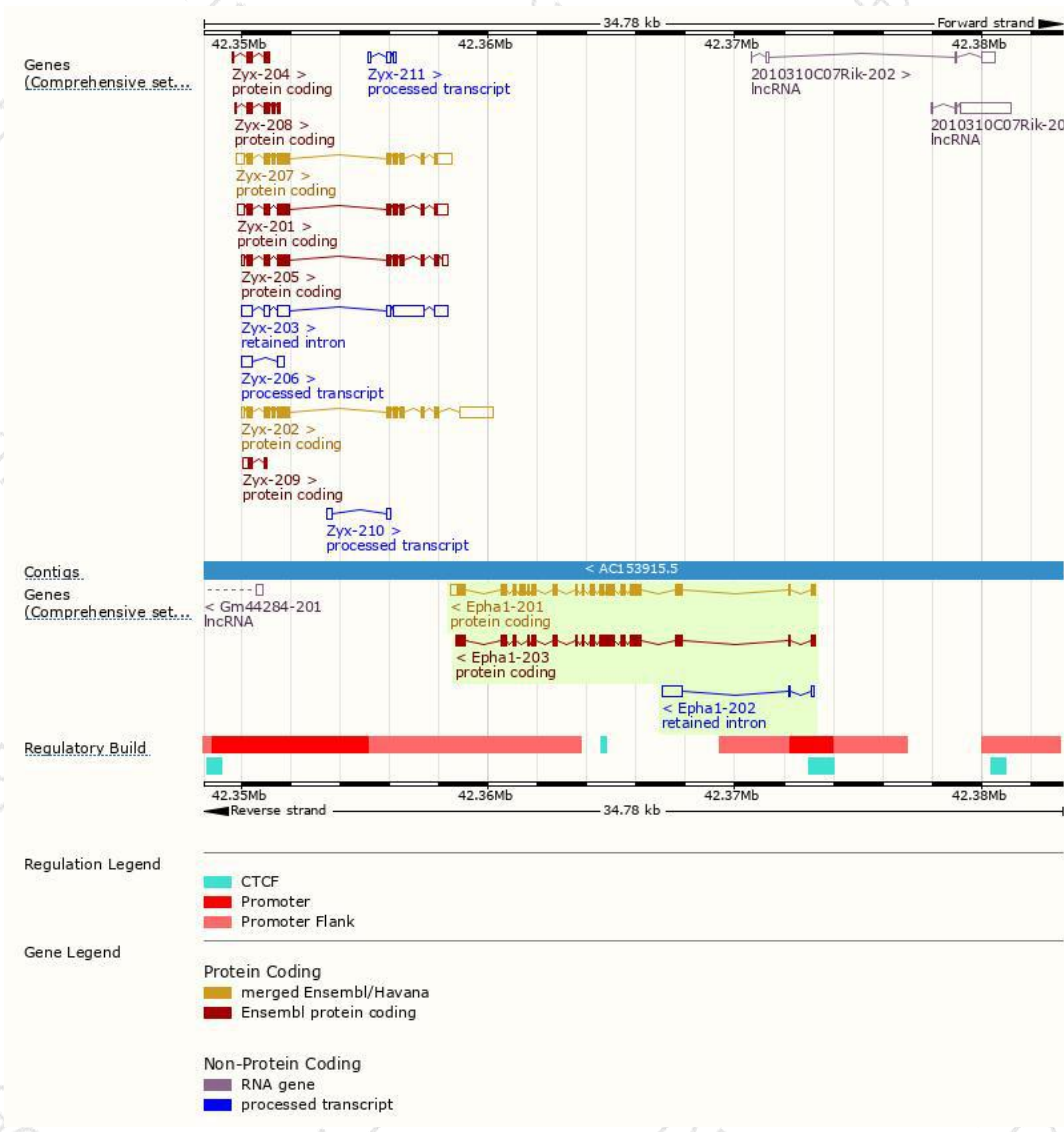 34.78 kb Forward strand
42.35Mb 42.36Mb 42.37Mb 42.38Mb
Genes
(Comprehensive set...
Zyx-204 > Zyx-211 > 2010310C07Rik-202 >
protein coding processed transcript lncRNA
Zyx-208 > 2010310C07Rik-20
protein coding lncRNA
Zyx-207 >
protein coding
Zyx-201 >
protein coding
Zyx-205 >
protein coding
Zyx-203 >
retained intron
Zyx-206 >
processed transcript
Zyx-202 >
protein coding
Zyx-209 >
protein coding
Zyx-210 >
processed transcript
Contigs < AC153915.5
Genes
(Comprehensive set...
< Gm44284-201 < Epha1-201
lncRNA protein coding
< Epha1-203
protein coding
< Epha1-202
retained intron
Regulatory Build
42.35Mb 42.36Mb 42.37Mb 42.38Mb
Reverse strand 34.78 kb
Regulation Legend
CTCF
Promoter
Promoter Flank
Gene Legend
Protein Coding
merged Ensembl/Havana
Ensembl protein coding
Non-Protein Coding
RNA gene
processed transcript